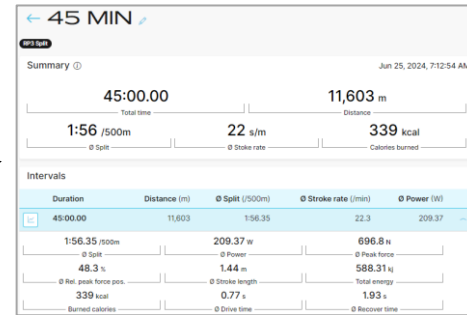 ← 45 MIN
RP3 Split
Summary ⓘ Jun 25, 2024, 7:12:54 AM
45:00.00 11,603 m
Total time Distance
1:56 /500m 22 s/m 339 kcal
Ø Split Ø Stoke rate Calories burned
Intervals
Duration Distance (m) Ø Split (/500m) Ø Stroke rate (/min) Ø Power (W)
45:00.00 11,603 1:56.35 22.3 209.37
1:56.35 /500m 209.37 W 696.8 N
Ø Split Ø Power Ø Peak force
48.3 % 1.44 m 588.31 kj
Ø Rel. peak force pos. Ø Stroke length Total energy
339 kcal 0.77 s 1.93 s
Burned calories Ø Drive time Ø Recover time